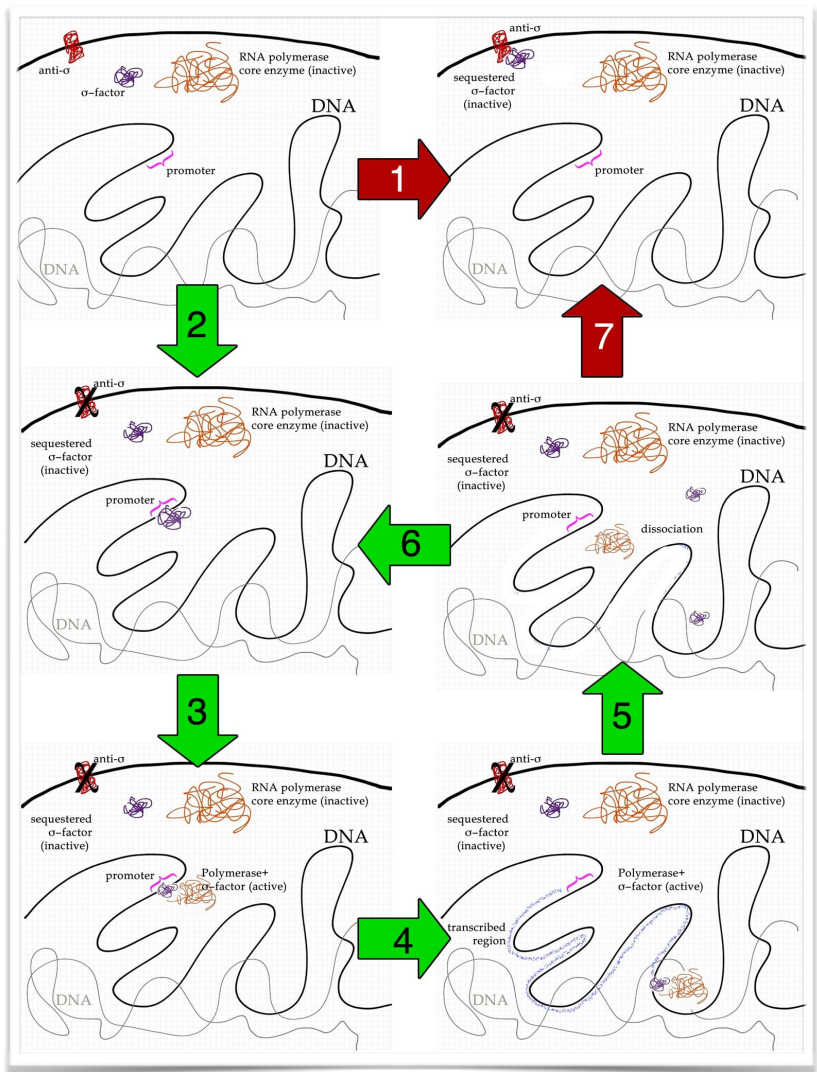 anti-σ
RNA polymerase
core enzyme (inactive)
σ-factor
DNA
promoter
DNA
1
anti-σ
RNA polymerase
core enzyme (inactive)
sequestered
σ-factor
(inactive)
DNA
promoter
DNA
2
7
anti-σ
RNA polymerase
core enzyme (inactive)
sequestered
σ-factor
(inactive)
DNA
promoter
DNA
6
anti-σ
RNA polymerase
core enzyme (inactive)
sequestered
σ-factor
(inactive)
DNA
promoter
dissociation
DNA
3
5
anti-σ
RNA polymerase
core enzyme (inactive)
sequestered
σ-factor
(inactive)
DNA
promoter
Polymerase+
σ-factor (active)
DNA
4
anti-σ
RNA polymerase
core enzyme (inactive)
sequestered
σ-factor
(inactive)
DNA
Polymerase+
σ-factor (active)
transcribed
region
DNA